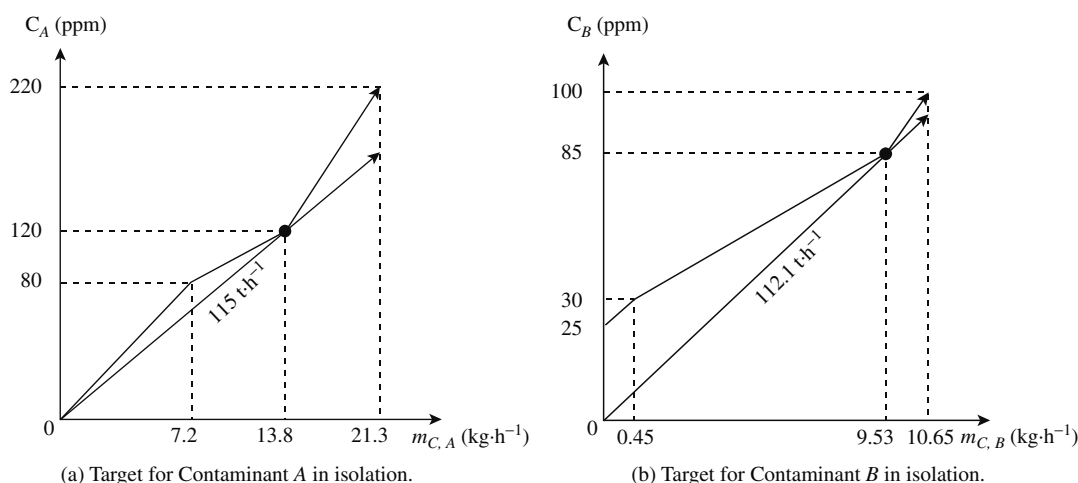 C_A (ppm)
220
120
80
0
115 t·h⁻¹
7.2
13.8
21.3
m_C, A (kg·h⁻¹)
(a) Target for Contaminant A in isolation.
C_B (ppm)
100
85
30
25
0
112.1 t·h⁻¹
0.45
9.53
10.65
m_C, B (kg·h⁻¹)
(b) Target for Contaminant B in isolation.